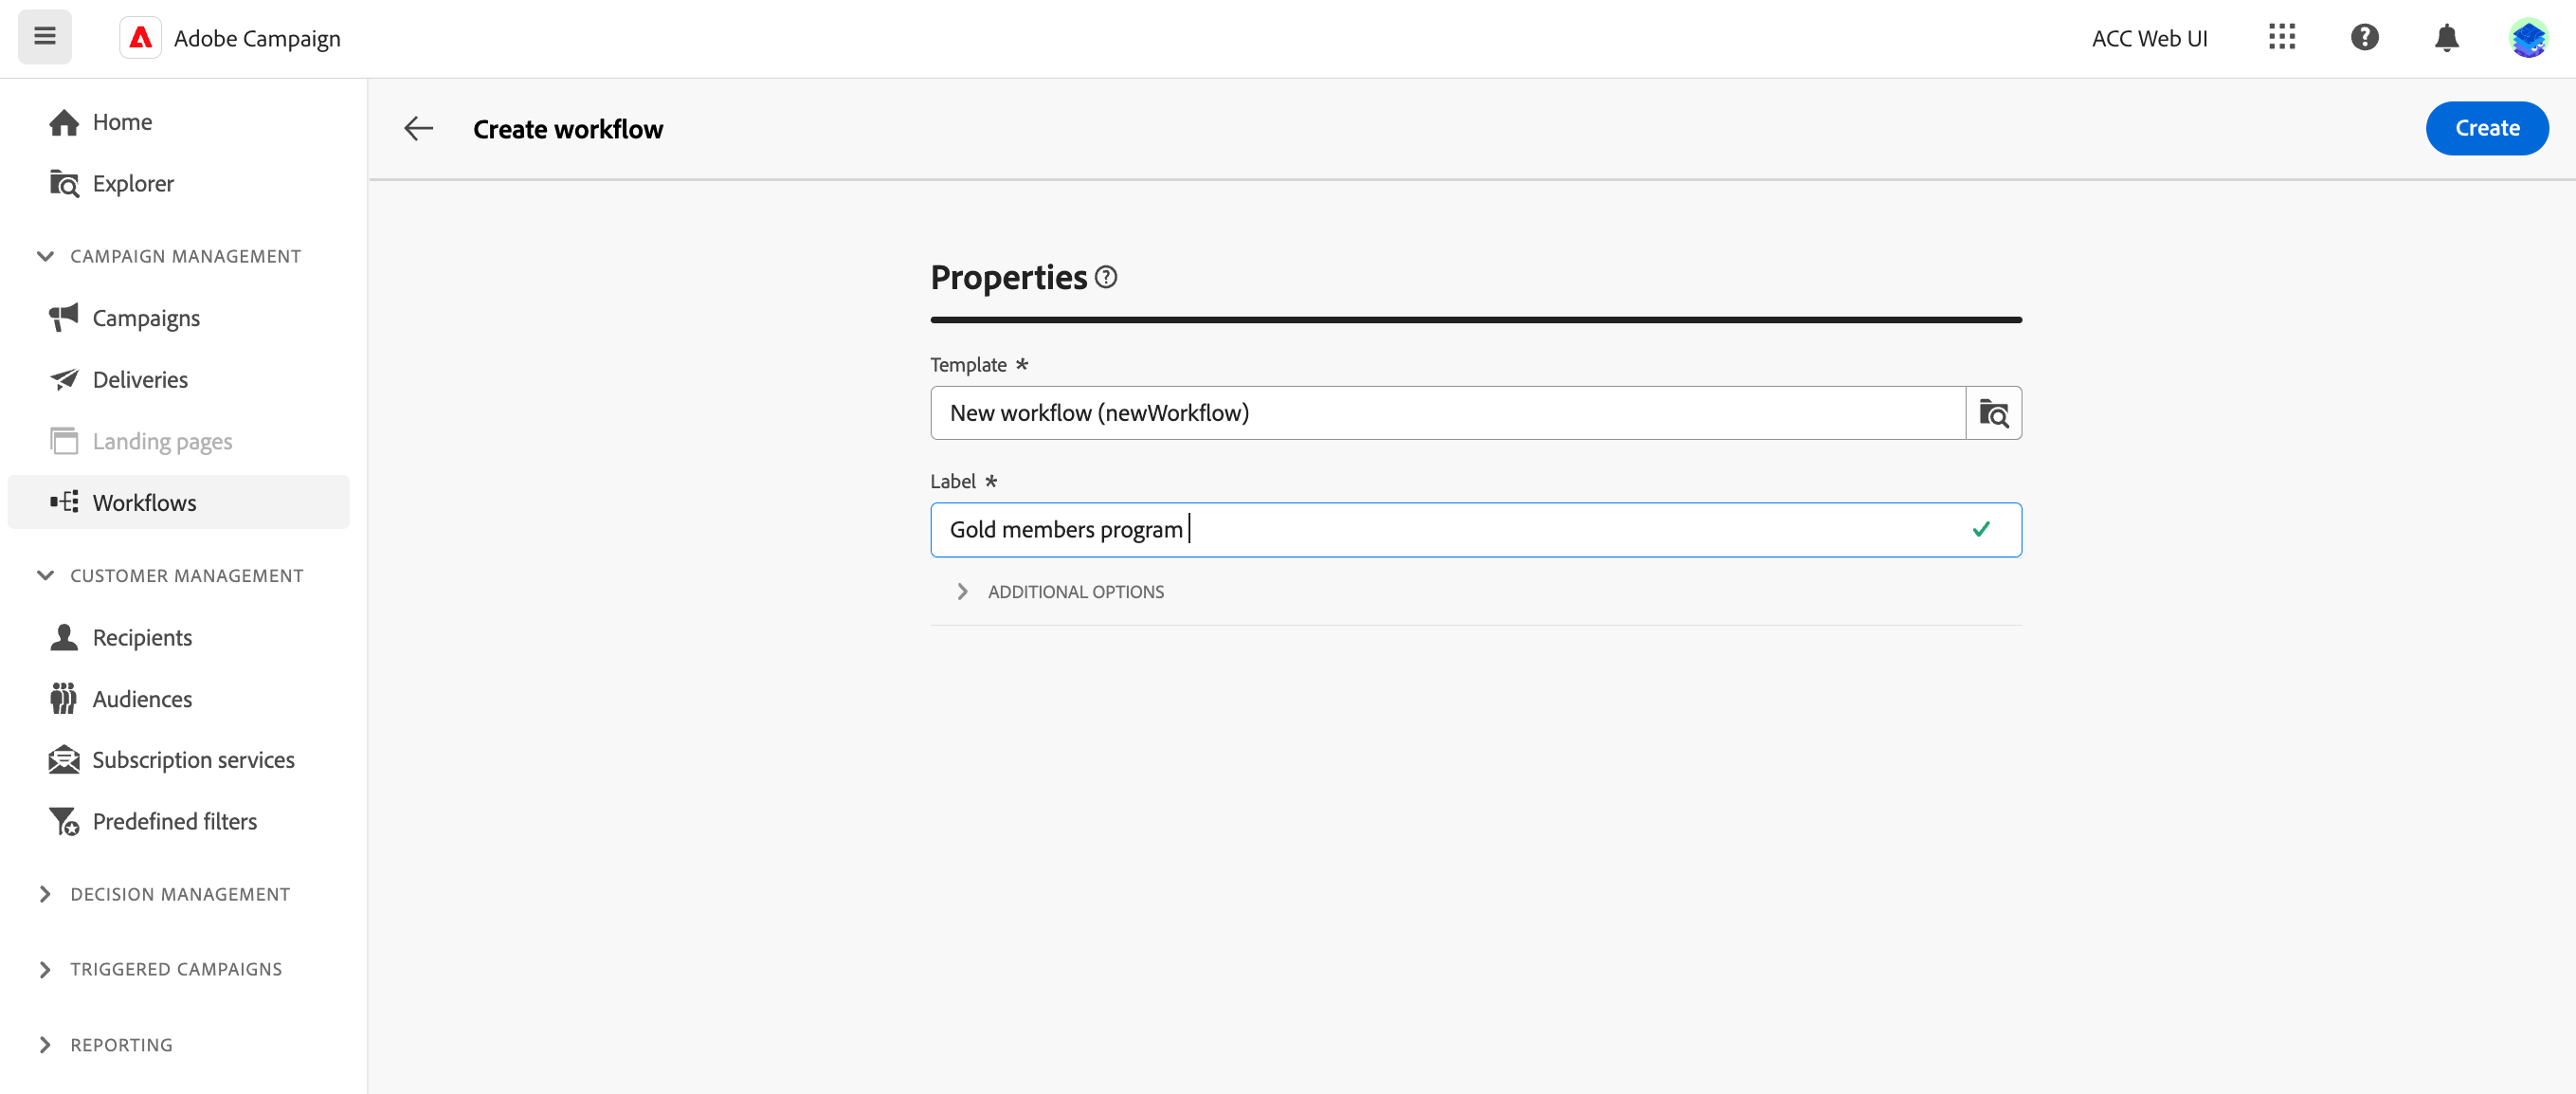 Adobe Campaign
ACC Web UI
Home
Explorer
CAMPAIGN MANAGEMENT
Campaigns
Deliveries
Landing pages
Workflows
CUSTOMER MANAGEMENT
Recipients
Audiences
Subscription services
Predefined filters
DECISION MANAGEMENT
TRIGGERED CAMPAIGNS
REPORTING
Create workflow
Create
Properties
Template *
New workflow (newWorkflow)
Label *
Gold members program
ADDITIONAL OPTIONS